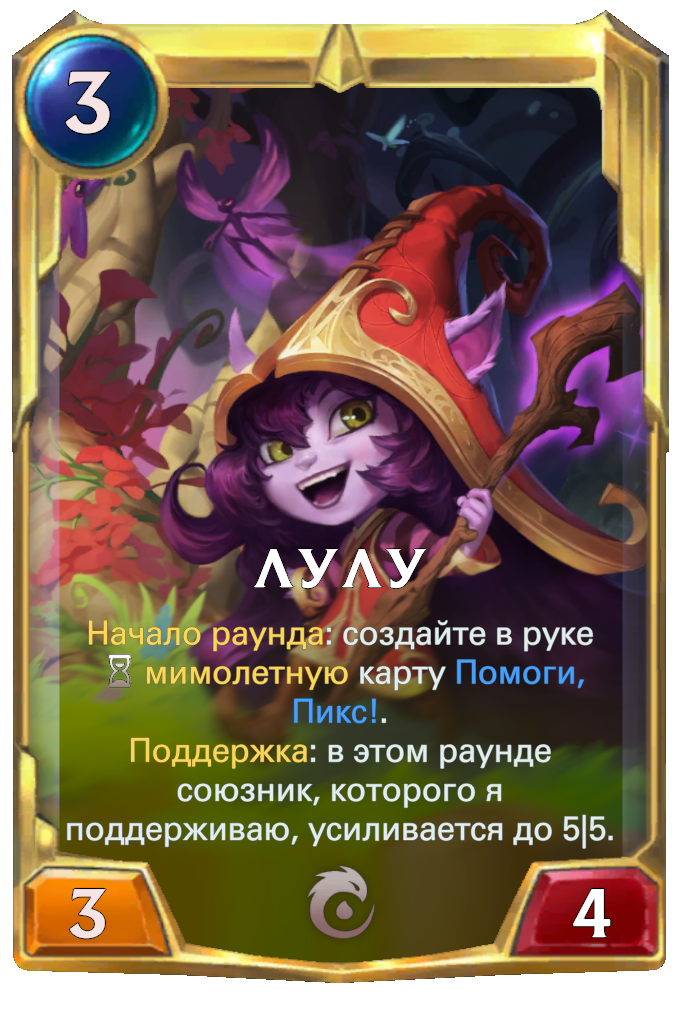 3
ЛУЛУ
Начало раунда: создайте в руке
мимолетную карту Помоги,
Пикс!.
Поддержка: в этом раунде
союзник, которого я
поддерживаю, усиливается до 5|5.
3
4